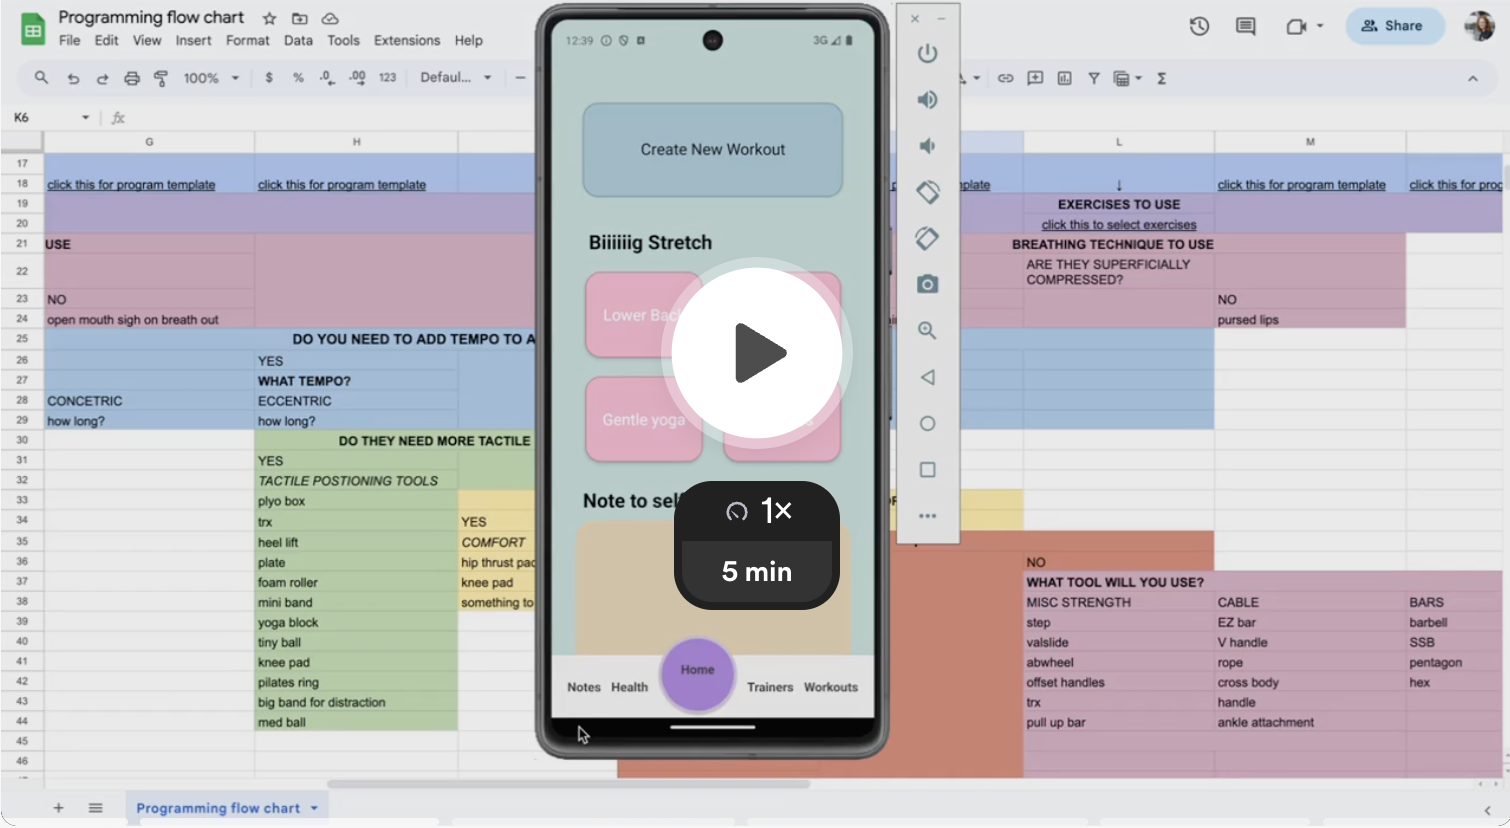 Programming flow chart
File Edit View Insert Format Data Tools Extensions Help
Share
100% $ % .0 .00 123 Defaul...
K6
fx
G H L M
17
18 click this for program template click this for program template ↓ click this for program template
19 EXERCISES TO USE
20 click this to select exercises
21 USE BREATHING TECHNIQUE TO USE
22 ARE THEY SUPERFICIALLY
COMPRESSED?
23 NO NO
24 open mouth sigh on breath out pursed lips
25 DO YOU NEED TO ADD TEMPO TO
26 YES
27 WHAT TEMPO?
28 CONCETRIC ECCENTRIC
29 how long? how long?
30 DO THEY NEED MORE TACTILE
31 YES
32 TACTILE POSTIONING TOOLS
33 plyo box
34 trx YES
35 heel lift COMFORT
36 plate hip thrust pad NO
37 foam roller knee pad WHAT TOOL WILL YOU USE?
38 mini band something to MISC STRENGTH CABLE BARS
39 yoga block step EZ bar barbell
40 tiny ball valslide V handle SSB
41 knee pad abwheel rope pentagon
42 pilates ring offset handles cross body hex
43 big band for distraction trx handle
44 med ball pull up bar ankle attachment
45
46
Programming flow chart
12:39 3G
Create New Workout
Biiiiiig Stretch
Lower Bac
Gentle yoga
Note to self
1×
5 min
Notes Health Home Trainers Workouts